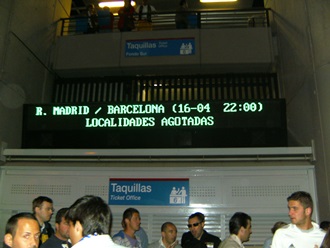 Taquillas
R. MADRID / BARCELONA (16-04 22:00)
LOCALIDADES AGOTADAS
Taquillas
Ticket Office